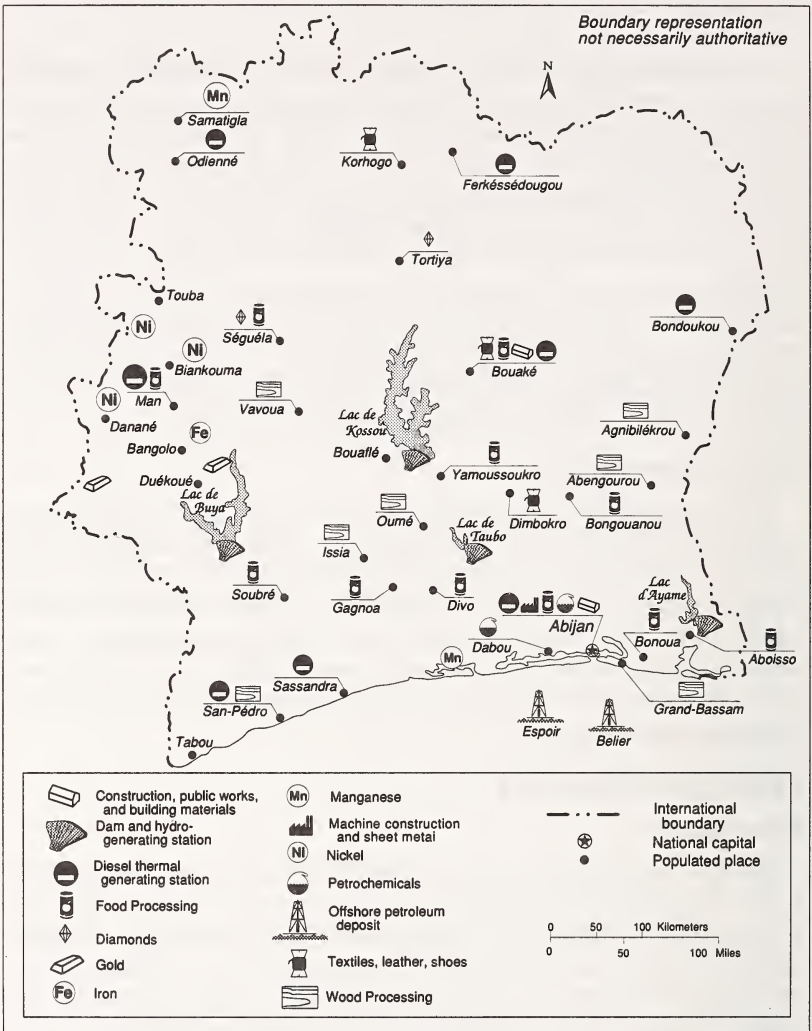 Boundary representation
not necessarily authoritative
N
Mn
Samatigla
Odienné
Korhogo
Ferkéssédougou
Tortiya
Touba
Ni
Séguéla
Bondoukou
Ni
Biankouma
Bouaké
Man
Vavoua
Lac de
Kossou
Ni
Danané
Agnibilékrou
Fe
Bangolo
Bouaflé
Yamoussoukro
Abengourou
Duékoué
Lac de
Buya
Oumé
Lac de
Taubo
Dimbokro
Bongouanou
Issia
Soubré
Gagnoa
Divo
Lac
d'Ayame
Abijan
Dabou
Bonoua
Aboisso
Mn
Sassandra
San-Pédro
Grand-Bassam
Espoir
Belier
Tabou
Construction, public works,
and building materials
Dam and hydro-
generating station
Diesel thermal
generating station
Food Processing
Diamonds
Gold
Fe
Iron
Mn
Manganese
Machine construction
and sheet metal
Ni
Nickel
Petrochemicals
Offshore petroleum
deposit
Textiles, leather, shoes
Wood Processing
International
boundary
National capital
Populated place
0 50 100 Kilometers
0 50 100 Miles